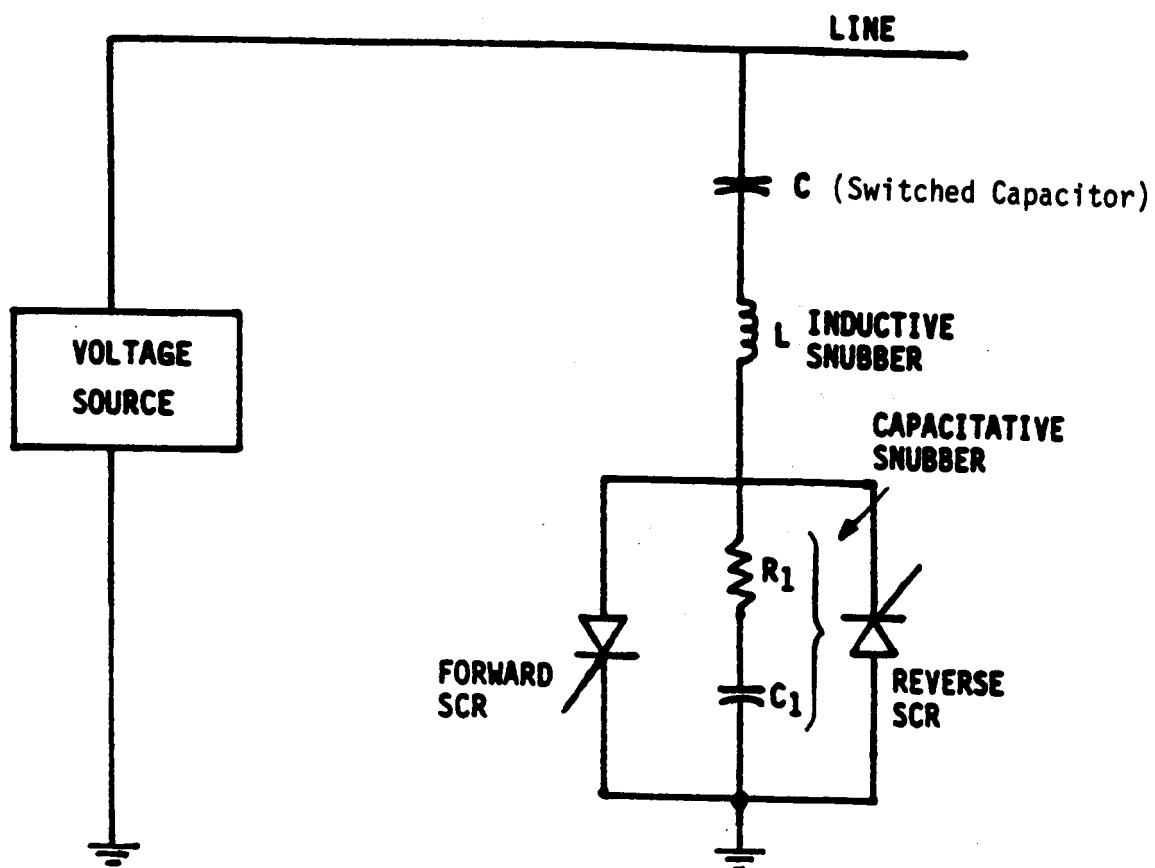 LINE
C (Switched Capacitor)
L INDUCTIVE
SNUBBER
VOLTAGE
SOURCE
CAPACITATIVE
SNUBBER
R1
FORWARD
SCR
C1
REVERSE
SCR